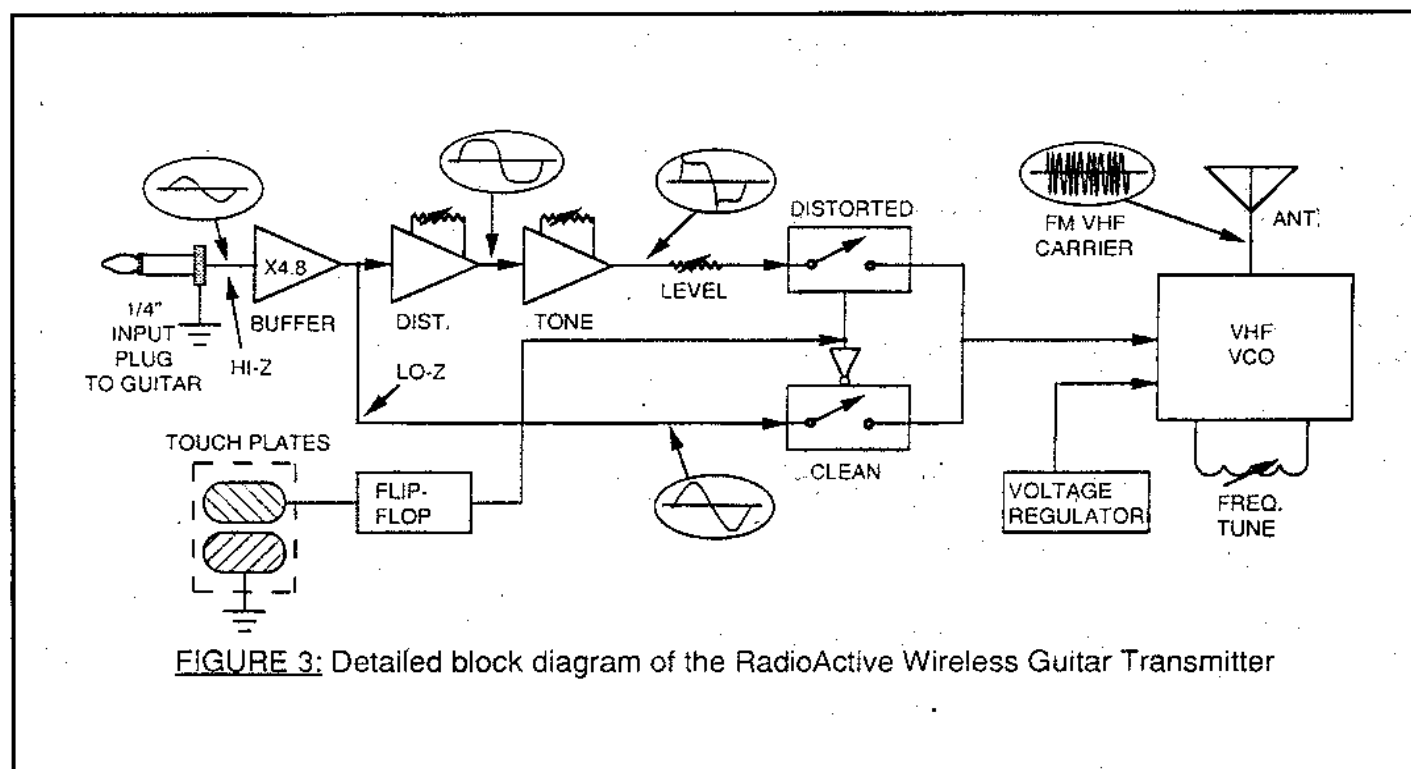 1/4"
INPUT
PLUG
TO GUITAR
HI-Z
X4.8
BUFFER
DIST.
TONE
LEVEL
DISTORTED
FM VHF
CARRIER
ANT.
LO-Z
CLEAN
VHF
VCO
TOUCH PLATES
FLIP-
FLOP
VOLTAGE
REGULATOR
FREQ.
TUNE
FIGURE 3: Detailed block diagram of the RadioActive Wireless Guitar Transmitter